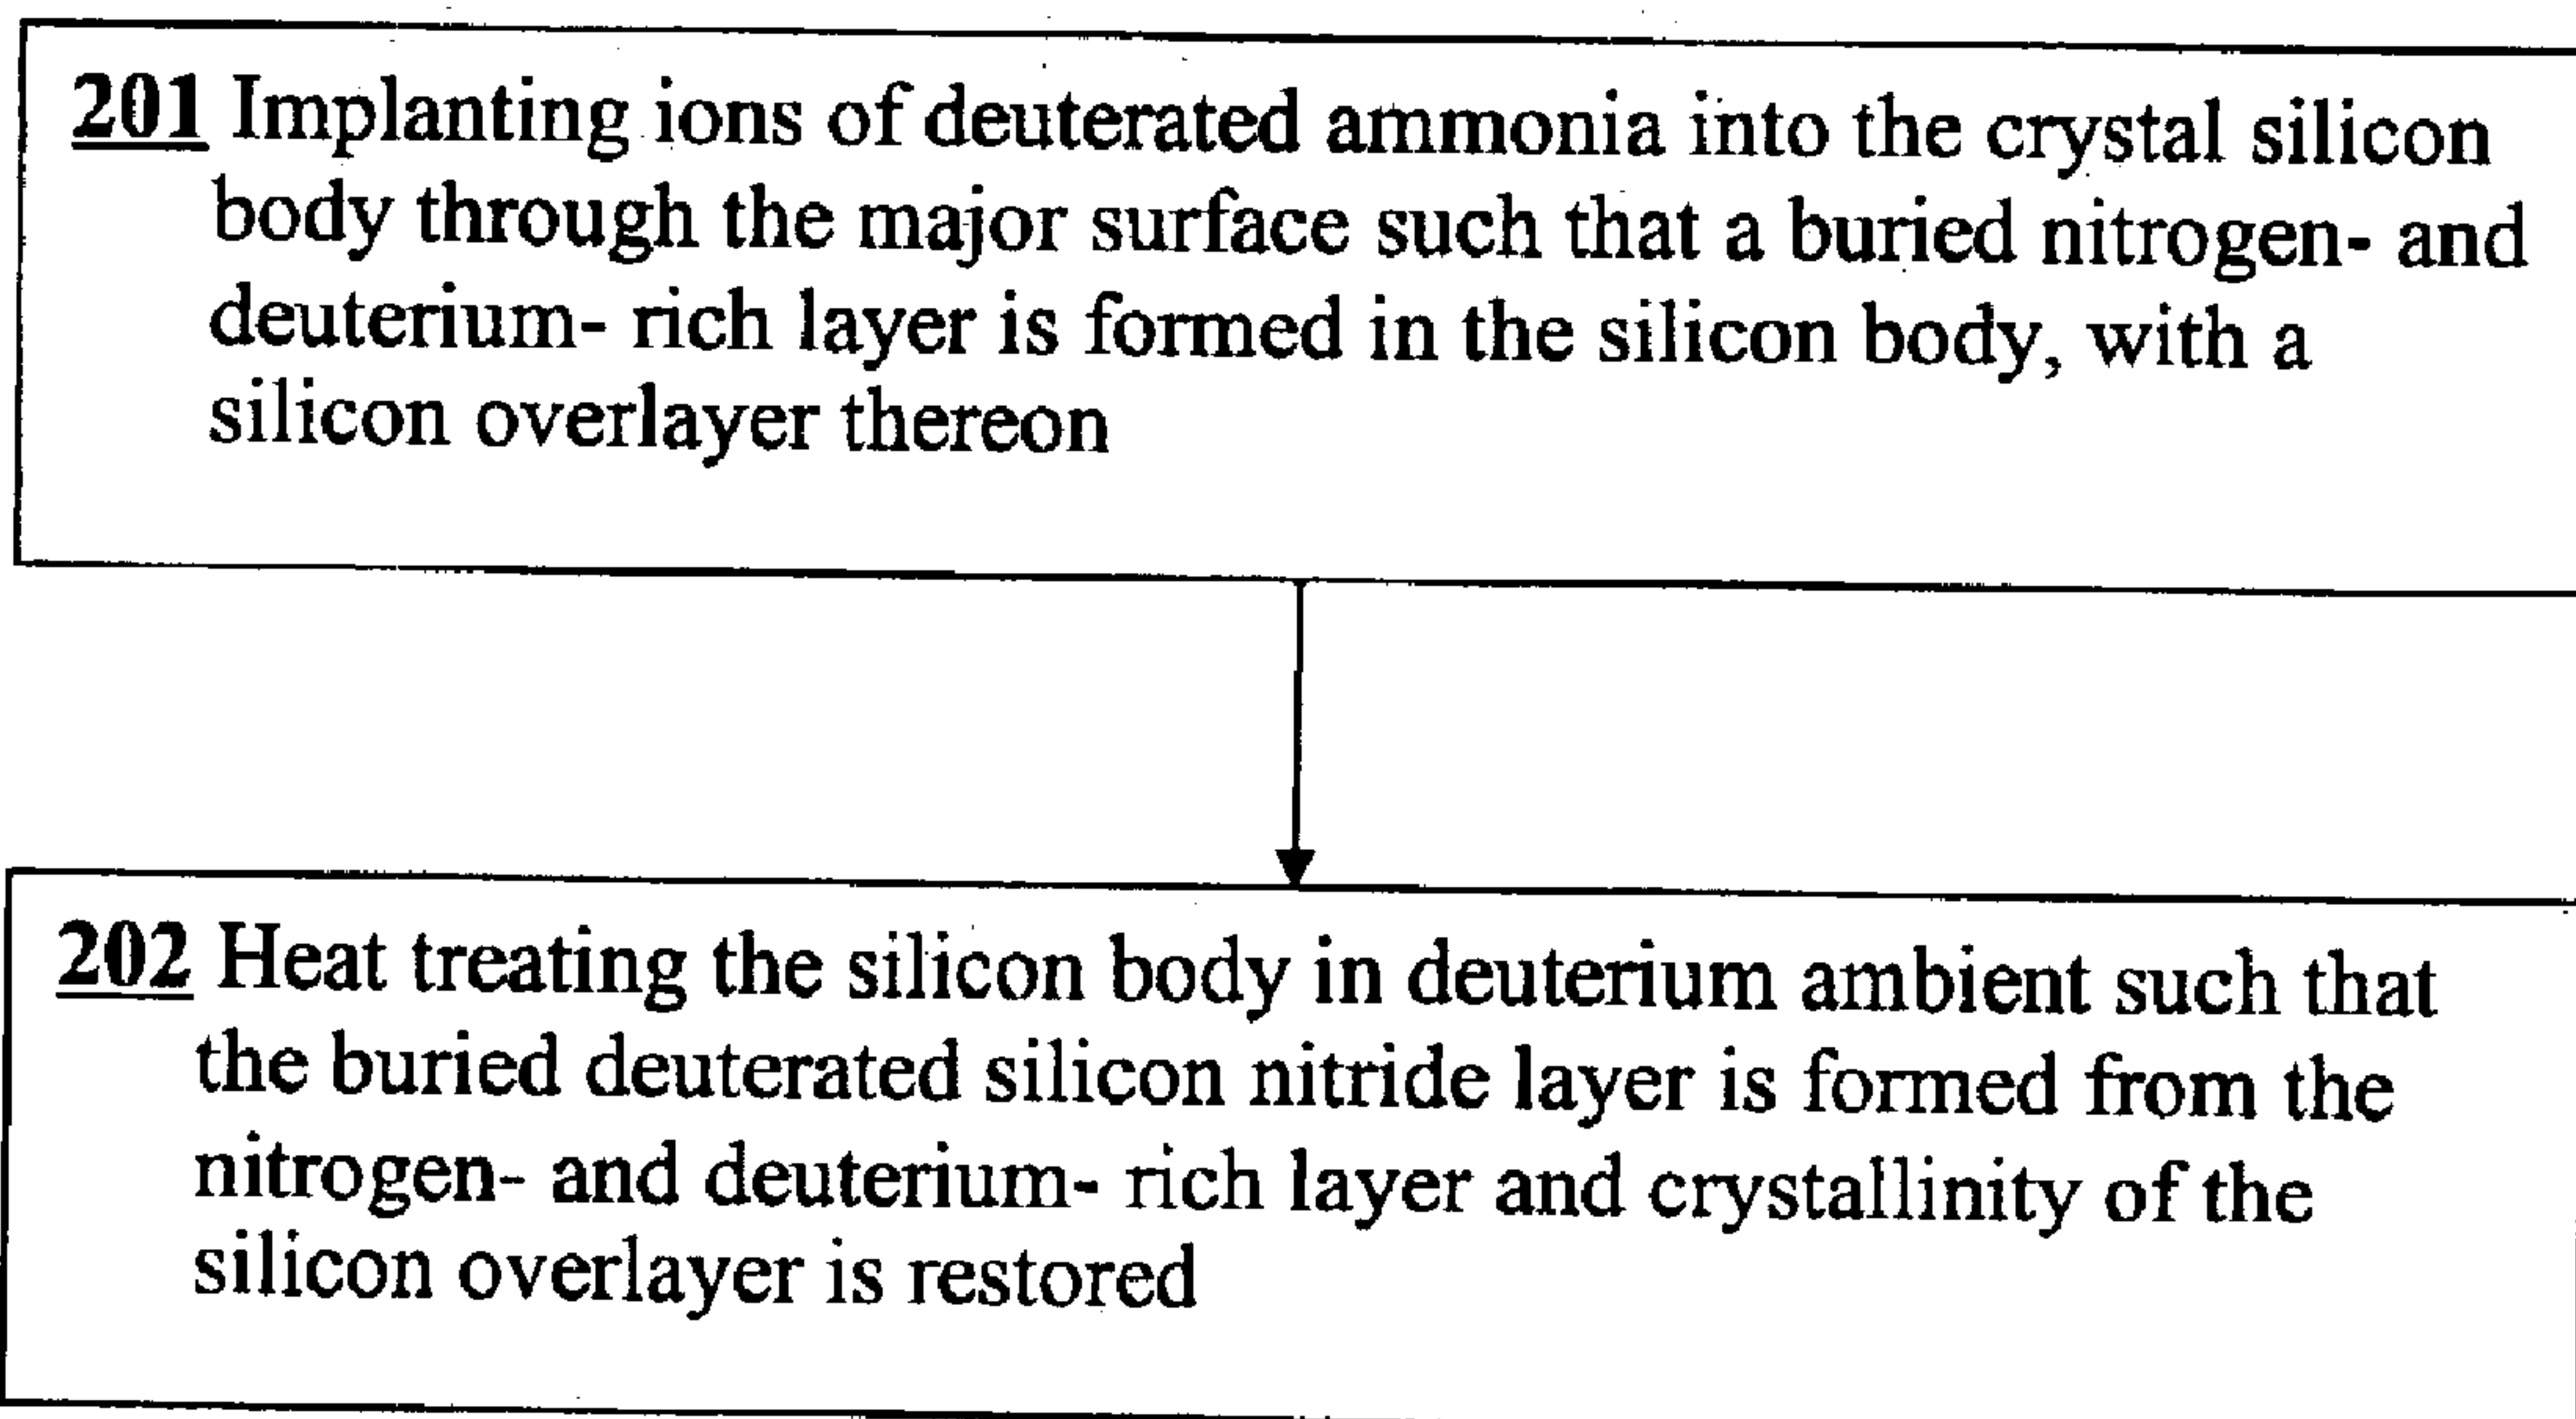 201 Implanting ions of deuterated ammonia into the crystal silicon
body through the major surface such that a buried nitrogen- and
deuterium- rich layer is formed in the silicon body, with a
silicon overlayer thereon
202 Heat treating the silicon body in deuterium ambient such that
the buried deuterated silicon nitride layer is formed from the
nitrogen- and deuterium- rich layer and crystallinity of the
silicon overlayer is restored